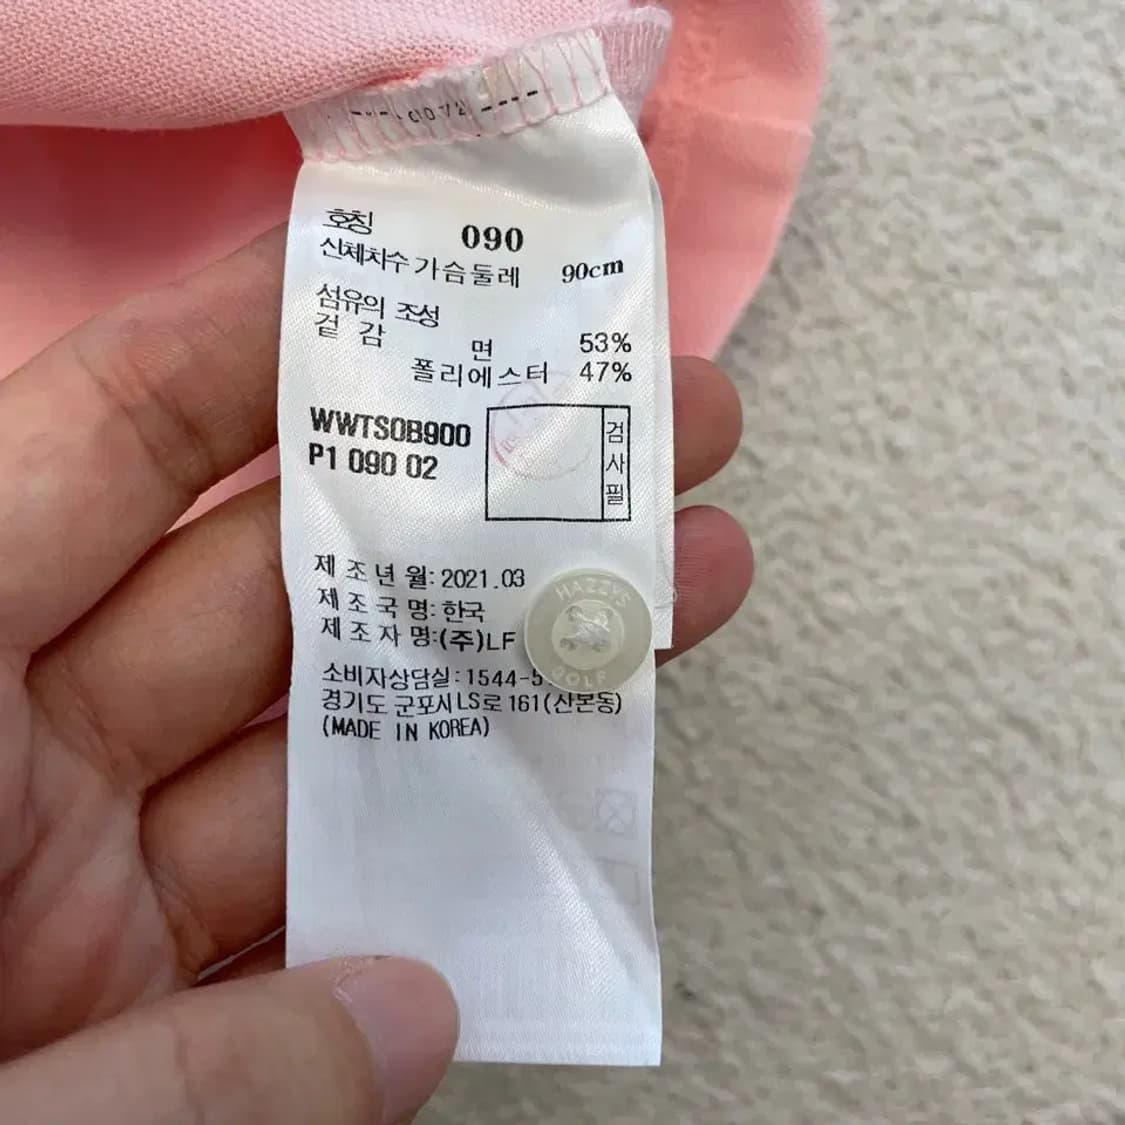 호칭 090
신체치수 가슴둘레 90cm
섬유의 조성
겉 감 면 53%
폴리에스터 47%
WWTS0B900
P1 090 02
검
사
필
제 조 년 월: 2021.03
제 조 국 명: 한국
제 조 자 명:(주)LF
HAZZYS
GOLF
소비자상담실:1544-5
경기도 군포시 LS로 161(산본동)
(MADE IN KOREA)